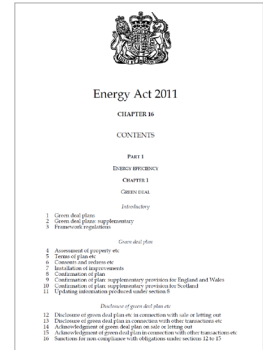 Energy Act 2011
CHAPTER 16
CONTENTS
PART 1
ENERGY EFFICIENCY
CHAPTER 1
GREEN DEAL
Introductory
1 Green deal plans
2 Green deal plans: supplementary
3 Framework regulations
Green deal plan
4 Assessment of property etc
5 Terms of plan etc
6 Consents and redress etc
7 Installation of improvements
8 Confirmation of plan
9 Confirmation of plan: supplementary provision for England and Wales
10 Confirmation of plan: supplementary provision for Scotland
11 Updating information produced under section 8
Disclosure of green deal plan etc
12 Disclosure of green deal plan etc in connection with sale or letting out
13 Disclosure of green deal plan in connection with other transactions etc
14 Acknowledgment of green deal plan on sale or letting out
15 Acknowledgment of green deal plan in connection with other transactions etc
16 Sanctions for non-compliance with obligations under sections 12 to 15